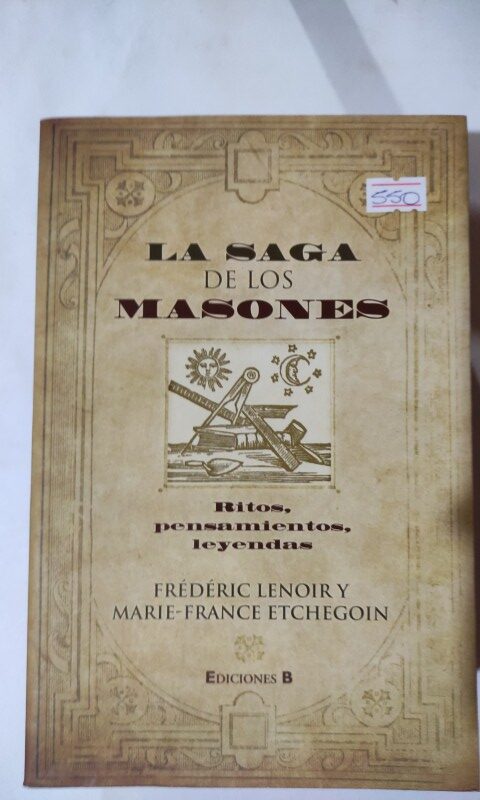 550
LA SAGA
DE LOS
MASONES
Ritos,
pensamientos,
leyendas
FRÉDÉRIC LENOIR Y
MARIE-FRANCE ETCHEGOIN
EDICIONES B